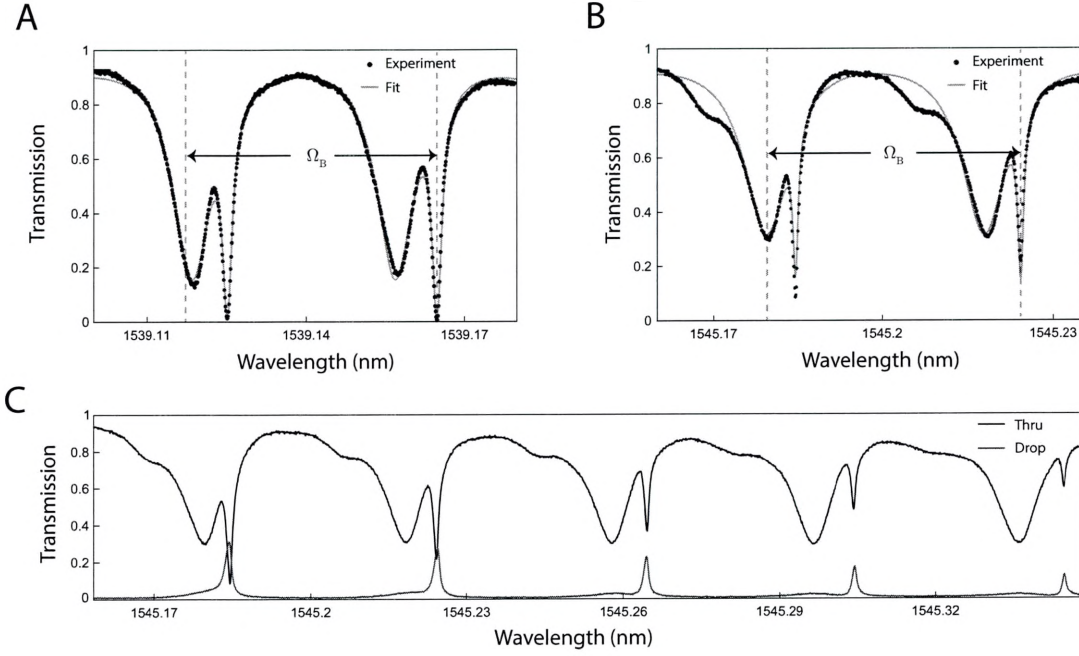 A
B
Experiment
Fit
Ω_B
Transmission
1
0.8
0.6
0.4
0.2
0
1539.11
1539.14
1539.17
Wavelength (nm)
Experiment
Fit
Ω_B
Transmission
1
0.8
0.6
0.4
0.2
0
1545.17
1545.2
1545.23
Wavelength (nm)
C
Thru
Drop
Transmission
1
0.8
0.6
0.4
0.2
0
1545.17
1545.2
1545.23
1545.26
1545.29
1545.32
Wavelength (nm)